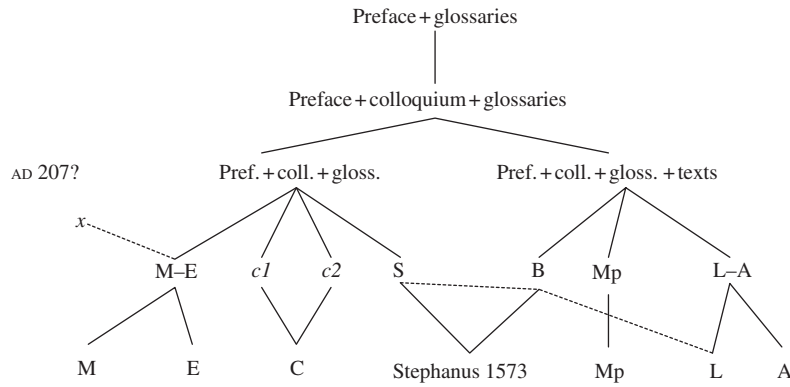 Preface + glossaries
Preface + colloquium + glossaries
AD 207? Pref. + coll. + gloss. Pref. + coll. + gloss. + texts
x
M–E c1 c2 S B Mp L–A
M E C Stephanus 1573 Mp L A